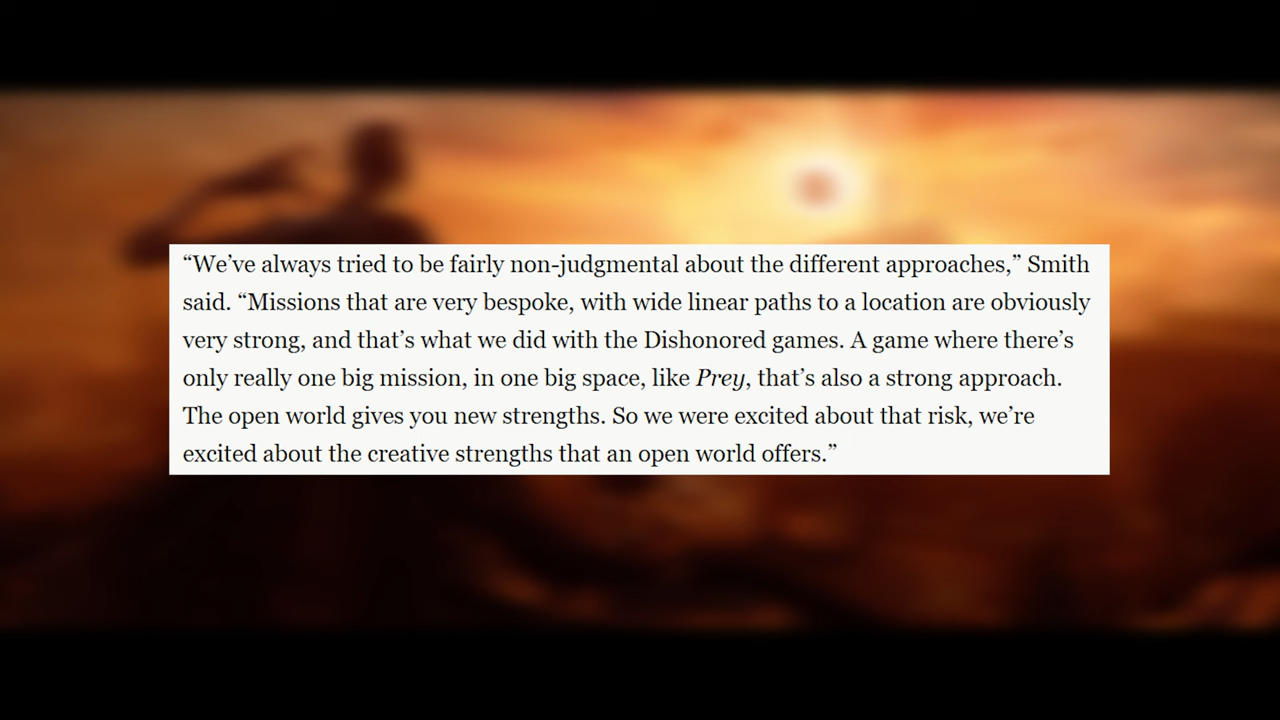 “We’ve always tried to be fairly non-judgmental about the different approaches,” Smith
said. “Missions that are very bespoke, with wide linear paths to a location are obviously
very strong, and that’s what we did with the Dishonored games. A game where there’s
only really one big mission, in one big space, like Prey, that’s also a strong approach.
The open world gives you new strengths. So we were excited about that risk, we’re
excited about the creative strengths that an open world offers.”